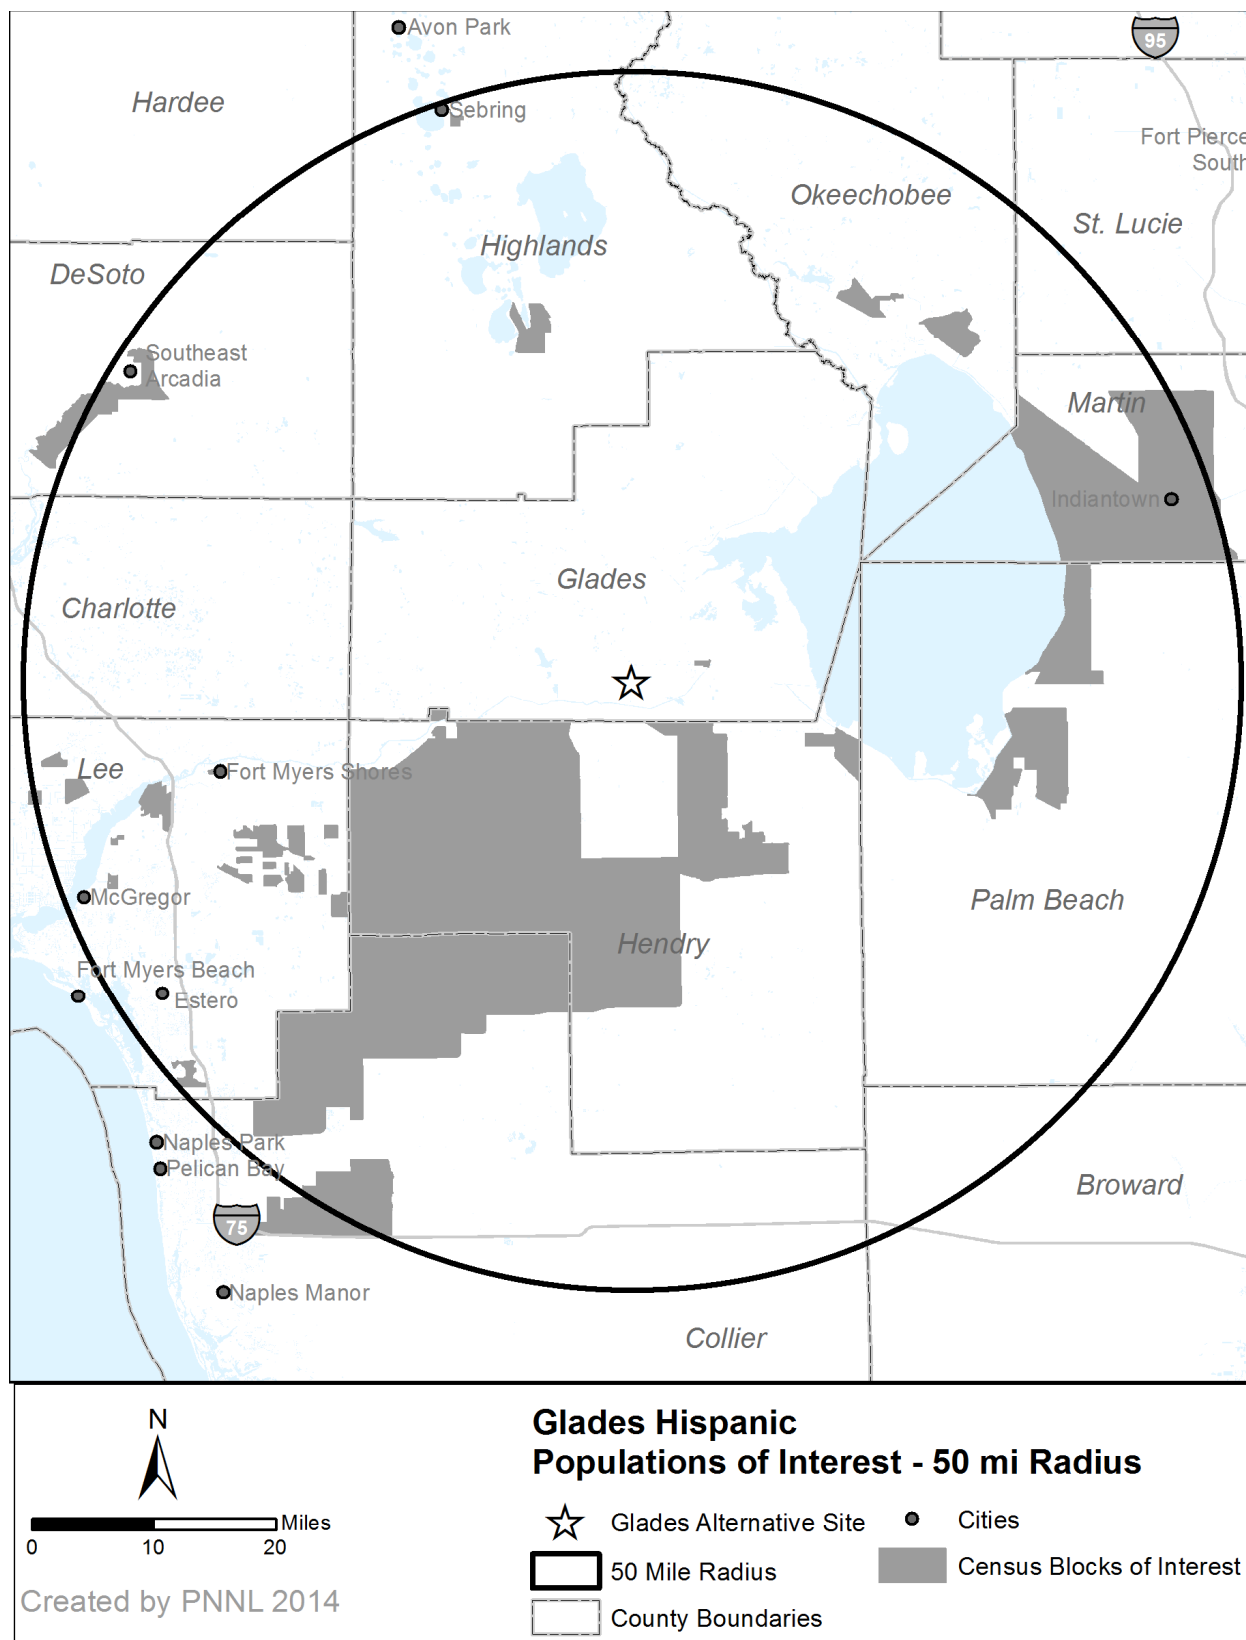 Avon Park
95
Hardee
Sebring
Fort Pierce
South
Okeechobee
St. Lucie
Highlands
DeSoto
Southeast
Arcadia
Martin
Indiantown
Glades
Charlotte
Lee
Fort Myers Shores
McGregor
Palm Beach
Hendry
Fort Myers Beach
Estero
Naples Park
Pelican Bay
Broward
75
Naples Manor
Collier
N
Miles
0 10 20
Created by PNNL 2014
Glades Hispanic
Populations of Interest - 50 mi Radius
Glades Alternative Site
Cities
50 Mile Radius
Census Blocks of Interest
County Boundaries